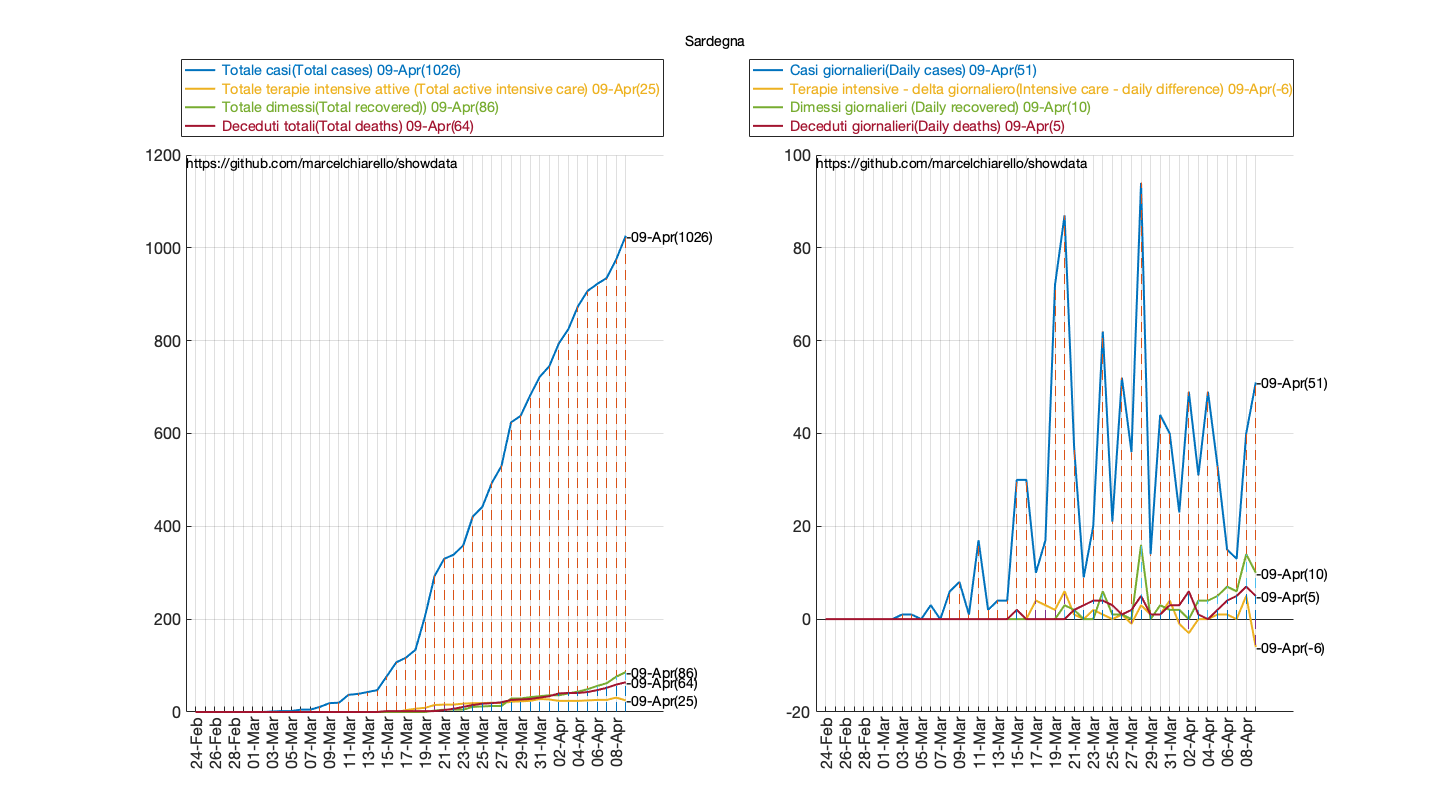 Sardegna
Totale casi(Total cases) 09-Apr(1026)
Totale terapie intensive attive (Total active intensive care) 09-Apr(25)
Totale dimessi(Total recovered)) 09-Apr(86)
Deceduti totali(Total deaths) 09-Apr(64)
https://github.com/marcelchiarello/showdata
1200
1000
800
600
400
200
0
-09-Apr(1026)
-09-Apr(86)
-09-Apr(64)
-09-Apr(25)
24-Feb
26-Feb
28-Feb
01-Mar
03-Mar
05-Mar
07-Mar
09-Mar
11-Mar
13-Mar
15-Mar
17-Mar
19-Mar
21-Mar
23-Mar
25-Mar
27-Mar
29-Mar
31-Mar
02-Apr
04-Apr
06-Apr
08-Apr
Casi giornalieri(Daily cases) 09-Apr(51)
Terapie intensive - delta giornaliero(Intensive care - daily difference) 09-Apr(-6)
Dimessi giornalieri (Daily recovered) 09-Apr(10)
Deceduti giornalieri(Daily deaths) 09-Apr(5)
https://github.com/marcelchiarello/showdata
100
80
60
40
20
0
-20
-09-Apr(51)
-09-Apr(10)
-09-Apr(5)
-09-Apr(-6)
24-Feb
26-Feb
28-Feb
01-Mar
03-Mar
05-Mar
07-Mar
09-Mar
11-Mar
13-Mar
15-Mar
17-Mar
19-Mar
21-Mar
23-Mar
25-Mar
27-Mar
29-Mar
31-Mar
02-Apr
04-Apr
06-Apr
08-Apr